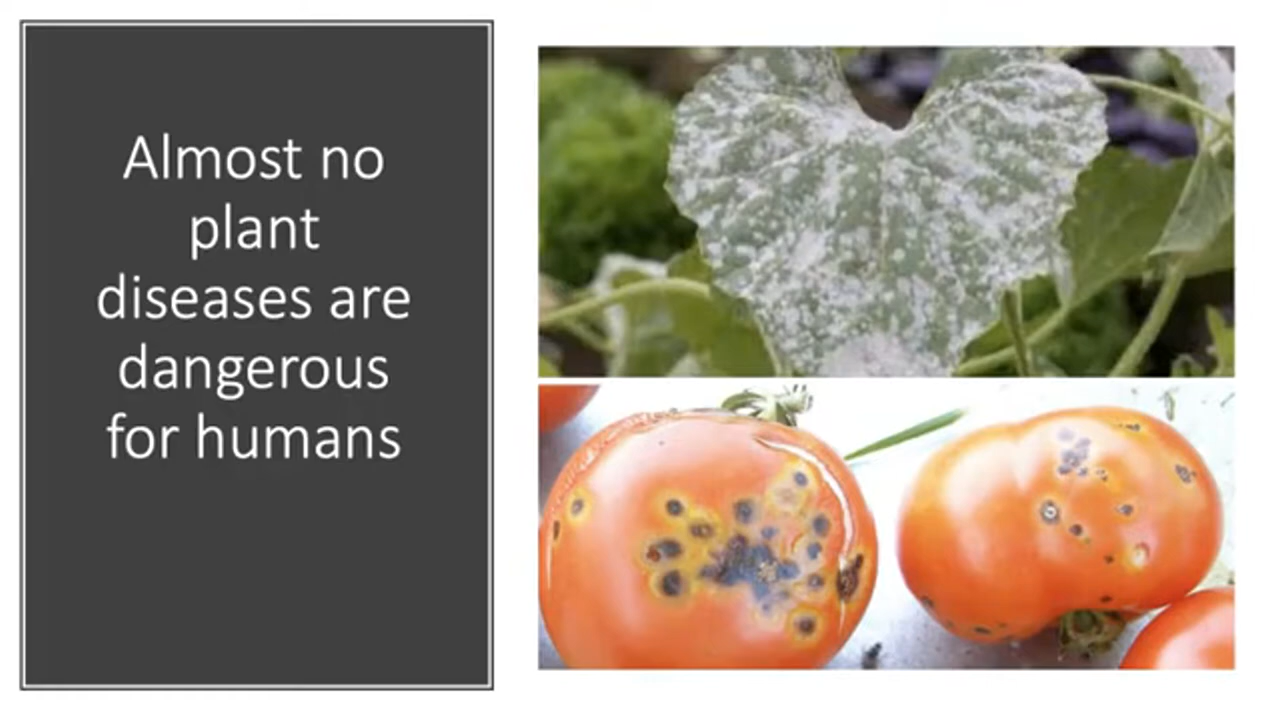 Almost no
plant
diseases are
dangerous
for humans